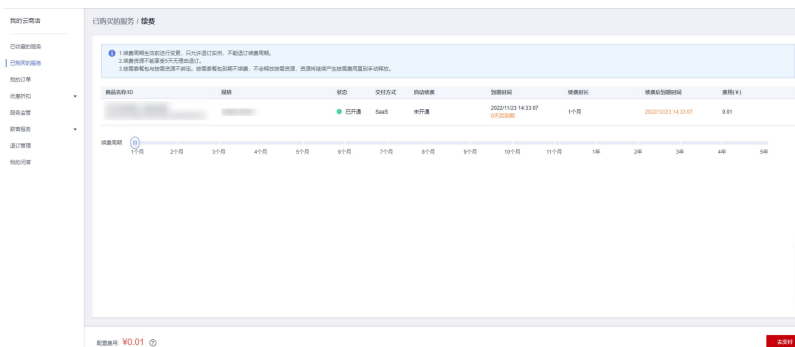 我的云商店
已收藏的服务
已购买的服务
我的订单
优惠折扣
服务监管
联营服务
退订管理
我的问答
已购买的服务 / 续费
1.续费周期生效前进行变更，只允许退订实例，不能退订续费周期。
2.续费资源不能享受5天无理由退订。
3.按需套餐包与按需资源不绑定。按需套餐包到期不续费，不会释放按需资源，资源将继续产生按需费用直到手动释放。
商品名称/ID 规格 状态 交付方式 自动续费 到期时间 续费时长 续费后到期时间 费用(¥)
已开通 SaaS 未开通 2022/11/23 14:33:07 1个月 2022/12/23 14:33:07 0.01
6天后到期
续费周期
1个月 2个月 3个月 4个月 5个月 6个月 7个月 8个月 9个月 10个月 11个月 1年 2年 3年 4年 5年
配置费用: ¥0.01
去支付